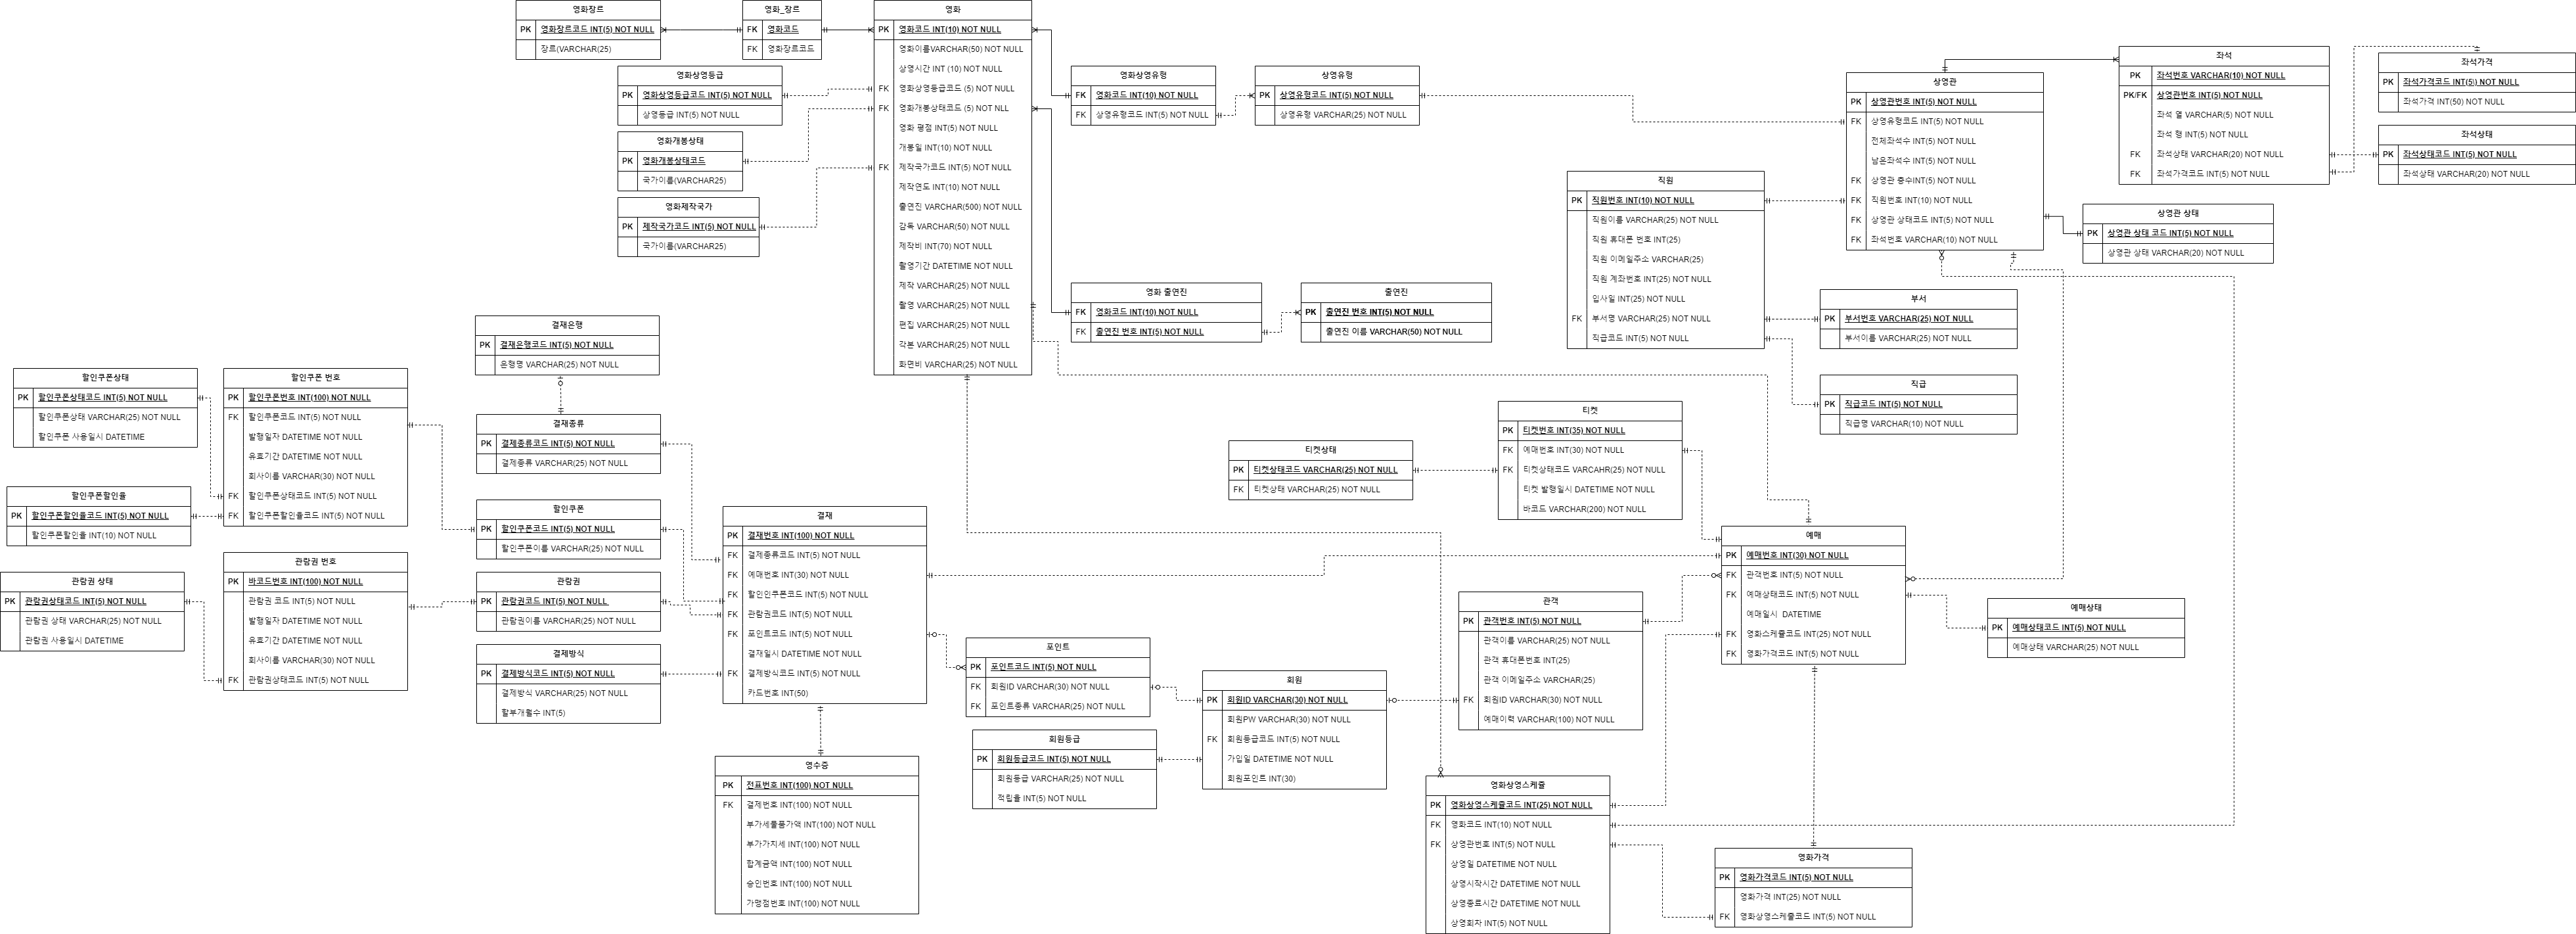 영화장르
PK 영화장르코드 INT(5) NOT NULL
장르(VARCHAR(25)
영화_장르
FK 영화코드
FK 영화장르코드
영화
PK 영화코드 INT(10) NOT NULL
영화이름VARCHAR(50) NOT NULL
상영시간 INT (10) NOT NULL
FK 영화상영등급코드 (5) NOT NULL
FK 영화개봉상태코드 (5) NOT NLL
영화 평점 INT(5) NOT NULL
개봉일 INT(10) NOT NULL
FK 제작국가코드 INT(5) NOT NULL
제작연도 INT(10) NOT NULL
출연진 VARCHAR(500) NOT NULL
감독 VARCHAR(50) NOT NULL
제작비 INT(70) NOT NULL
촬영기간 DATETIME NOT NULL
제작 VARCHAR(25) NOT NULL
촬영 VARCHAR(25) NOT NULL
편집 VARCHAR(25) NOT NULL
각본 VARCHAR(25) NOT NULL
화면비 VARCHAR(25) NOT NULL
영화상영등급
PK 영화상영등급코드 INT(5) NOT NULL
상영등급 INT(5) NOT NULL
영화개봉상태
PK 영화개봉상태코드
국가이름(VARCHAR25)
영화제작국가
PK 제작국가코드 INT(5) NOT NULL
국가이름(VARCHAR25)
영화상영유형
FK 영화코드 INT(10) NOT NULL
FK 상영유형코드 INT(5) NOT NULL
상영유형
PK 상영유형코드 INT(5) NOT NULL
상영유형 VARCHAR(25) NOT NULL
상영관
PK 상영관번호 INT(5) NOT NULL
FK 상영유형코드 INT(5) NOT NULL
전체좌석수 INT(5) NOT NULL
남은좌석수 INT(5) NOT NULL
FK 상영관 층수INT(5) NOT NULL
FK 직원번호 INT(10) NOT NULL
FK 상영관 상태코드 INT(5) NOT NULL
FK 좌석번호 VARCHAR(10) NOT NULL
좌석
PK 좌석번호 VARCHAR(10) NOT NULL
PK/FK 상영관번호 INT(5) NOT NULL
좌석 열 VARCHAR(5) NOT NULL
좌석 행 INT(5) NOT NULL
FK 좌석상태 VARCHAR(20) NOT NULL
FK 좌석가격코드 INT(5) NOT NULL
좌석가격
PK 좌석가격코드 INT(5)) NOT NULL
좌석가격 INT(50) NOT NULL
좌석상태
PK 좌석상태코드 INT(5) NOT NULL
좌석상태 VARCHAR(20) NOT NULL
상영관 상태
PK 상영관 상태 코드 INT(5) NOT NULL
상영관 상태 VARCHAR(20) NOT NULL
직원
PK 직원번호 INT(10) NOT NULL
직원이름 VARCHAR(25) NOT NULL
직원 휴대폰 번호 INT(25)
직원 이메일주소 VARCHAR(25)
직원 계좌번호 INT(25) NOT NULL
입사일 INT(25) NOT NULL
FK 부서명 VARCHAR(25) NOT NULL
직급코드 INT(5) NOT NULL
부서
PK 부서번호 VARCHAR(25) NOT NULL
부서이름 VARCHAR(25) NOT NULL
직급
PK 직급코드 INT(5) NOT NULL
직급명 VARCHAR(10) NOT NULL
영화 출연진
FK 영화코드 INT(10) NOT NULL
FK 출연진 번호 INT(5) NOT NULL
출연진
PK 출연진 번호 INT(5) NOT NULL
출연진 이름 VARCHAR(50) NOT NULL
결재은행
PK 결재은행코드 INT(5) NOT NULL
은행명 VARCHAR(25) NOT NULL
할인쿠폰상태
PK 할인쿠폰상태코드 INT(5) NOT NULL
할인쿠폰상태 VARCHAR(25) NOT NULL
할인쿠폰 사용일시 DATETIME
할인쿠폰 번호
PK 할인쿠폰번호 INT(100) NOT NULL
FK 할인쿠폰코드 INT(5) NOT NULL
발행일자 DATETIME NOT NULL
유효기간 DATETIME NOT NULL
회사이름 VARCHAR(30) NOT NULL
FK 할인쿠폰상태코드 INT(5) NOT NULL
FK 할인쿠폰할인율코드 INT(5) NOT NULL
할인쿠폰할인율
PK 할인쿠폰할인율코드 INT(5) NOT NULL
할인쿠폰할인율 INT(10) NOT NULL
결재종류
PK 결제종류코드 INT(5) NOT NULL
결제종류 VARCHAR(25) NOT NULL
할인쿠폰
PK 할인쿠폰코드 INT(5) NOT NULL
할인쿠폰이름 VARCHAR(25) NOT NULL
관람권 상태
PK 관람권상태코드 INT(5) NOT NULL
관람권 상태 VARCHAR(25) NOT NULL
관람권 사용일시 DATETIME
관람권 번호
PK 바코드번호 INT(100) NOT NULL
관람권 코드 INT(5) NOT NULL
발행일자 DATETIME NOT NULL
유효기간 DATETIME NOT NULL
회사이름 VARCHAR(30) NOT NULL
FK 관람권상태코드 INT(5) NOT NULL
관람권
PK 관람권코드 INT(5) NOT NULL
관람권이름 VARCHAR(25) NOT NULL
결제방식
PK 결제방식코드 INT(5) NOT NULL
결제방식 VARCHAR(25) NOT NULL
할부개월수 INT(5)
결재
PK 결재번호 INT(100) NOT NULL
FK 결제종류코드 INT(5) NOT NULL
FK 예매번호 INT(30) NOT NULL
FK 할인인쿠폰코드 INT(5) NOT NULL
FK 관람권코드 INT(5) NOT NULL
FK 포인트코드 INT(5) NOT NULL
결재일시 DATETIME NOT NULL
FK 결제방식코드 INT(5) NOT NULL
카드번호 INT(50)
영수증
PK 전표번호 INT(100) NOT NULL
FK 결제번호 INT(100) NOT NULL
부가세물품가액 INT(100) NOT NULL
부가가지세 INT(100) NOT NULL
합계금액 INT(100) NOT NULL
승인번호 INT(100) NOT NULL
가맹점번호 INT(100) NOT NULL
포인트
PK 포인트코드 INT(5) NOT NULL
FK 회원ID VARCHAR(30) NOT NULL
FK 포인트종류 VARCHAR(25) NOT NULL
회원등급
PK 회원등급코드 INT(5) NOT NULL
회원등급 VARCHAR(25) NOT NULL
적립율 INT(5) NOT NULL
회원
PK 회원ID VARCHAR(30) NOT NULL
회원PW VARCHAR(30) NOT NULL
FK 회원등급코드 INT(5) NOT NULL
가입일 DATETIME NOT NULL
회원포인트 INT(30)
티켓상태
PK 티켓상태코드 VARCHAR(25) NOT NULL
FK 티켓상태 VARCHAR(25) NOT NULL
티켓
PK 티켓번호 INT(35) NOT NULL
FK 예매번호 INT(30) NOT NULL
FK 티켓상태코드 VARCAHR(25) NOT NULL
티켓 발행일시 DATETIME NOT NULL
바코드 VARCHAR(200) NOT NULL
관객
PK 관객번호 INT(5) NOT NULL
관객이름 VARCHAR(25) NOT NULL
관객 휴대폰번호 INT(25)
관객 이메일주소 VARCHAR(25)
FK 회원ID VARCHAR(30) NOT NULL
예매이력 VARCHAR(100) NOT NULL
예매
PK 예매번호 INT(30) NOT NULL
FK 관객번호 INT(5) NOT NULL
FK 예매상태코드 INT(5) NOT NULL
예매일시  DATETIME
FK 영화스케쥴코드 INT(25) NOT NULL
FK 영화가격코드 INT(5) NOT NULL
예매상태
PK 예매상태코드 INT(5) NOT NULL
예매상태 VARCHAR(25) NOT NULL
영화상영스케쥴
PK 영화상영스케쥴코드 INT(25) NOT NULL
FK 영화코드 INT(10) NOT NULL
FK 상영관번호 INT(5) NOT NULL
상영일 DATETIME NOT NULL
상영시작시간 DATETIME NOT NULL
상영종료시간 DATETIME NOT NULL
상영회차 INT(5) NOT NULL
영화가격
PK 영화가격코드 INT(5) NOT NULL
영화가격 INT(25) NOT NULL
FK 영화상영스케쥴코드 INT(5) NOT NULL